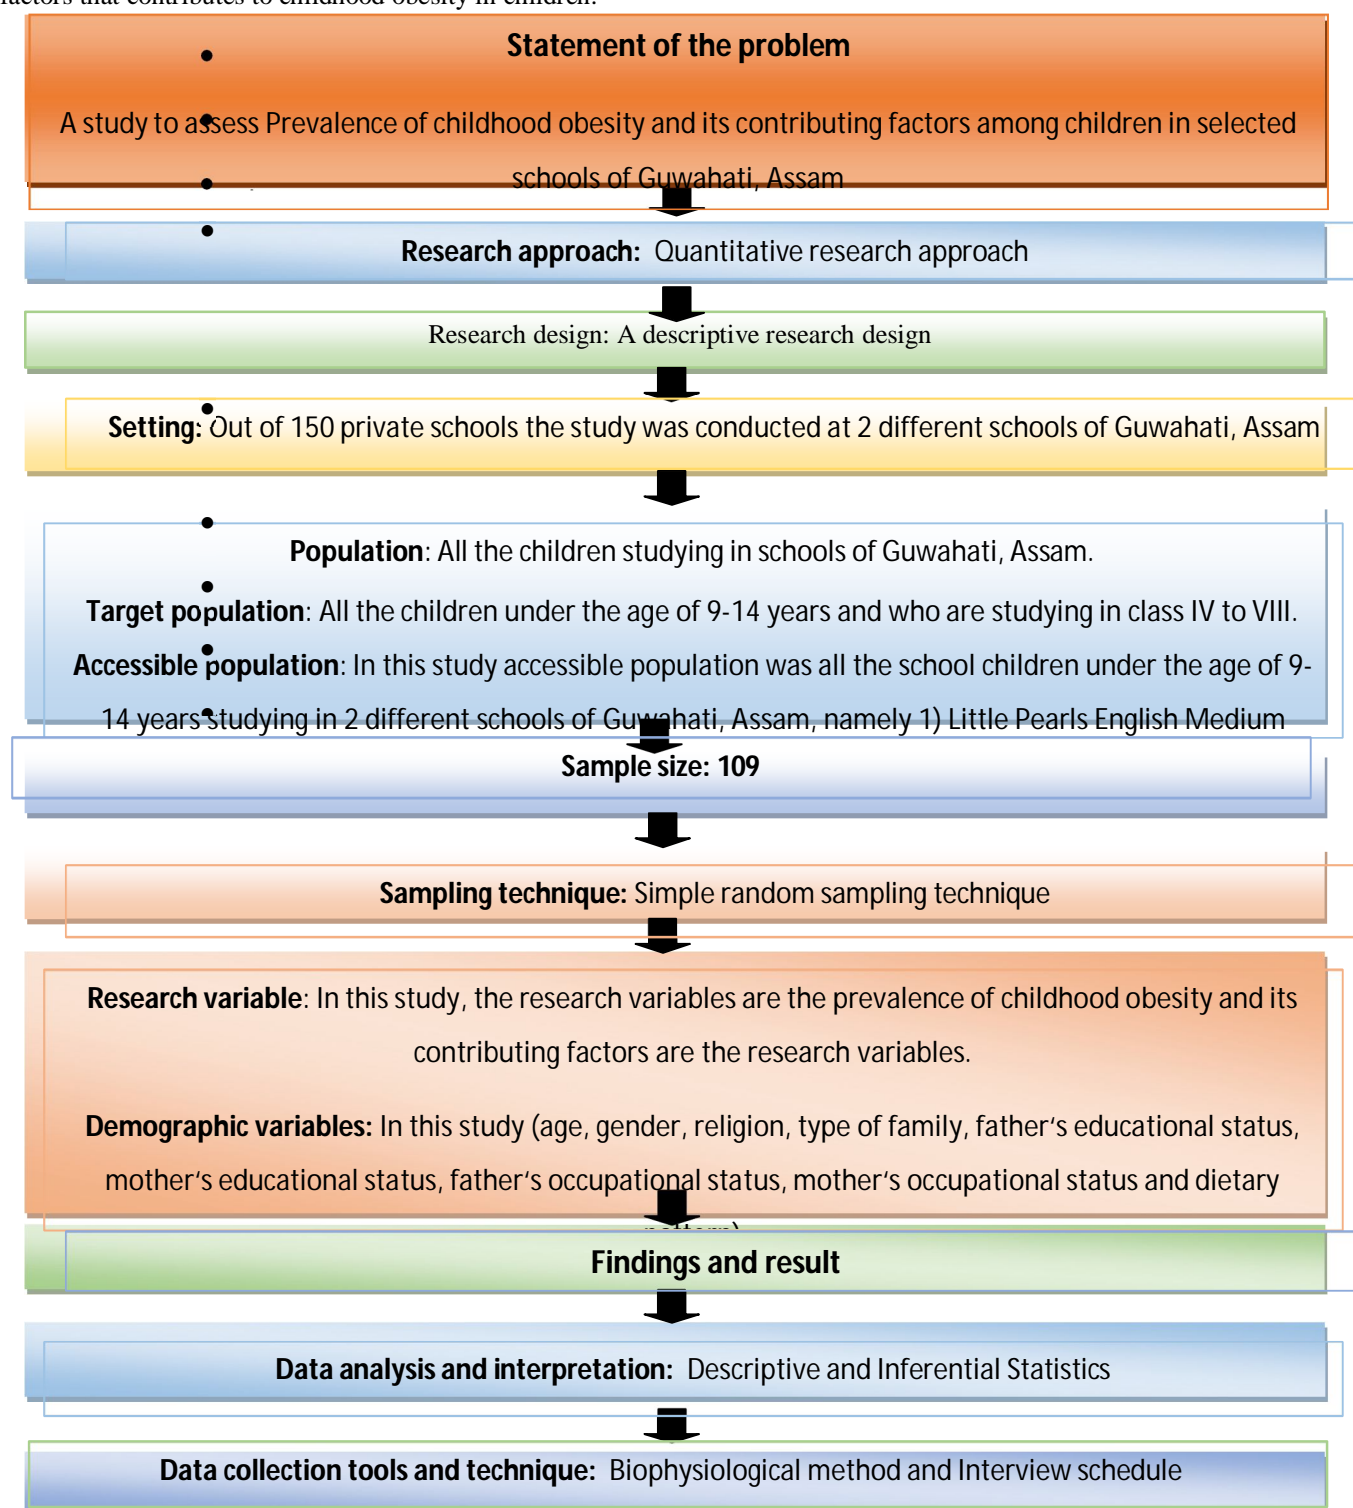 factors that contributes to childhood obesity in children.
Statement of the problem
A study to assess Prevalence of childhood obesity and its contributing factors among children in selected
schools of Guwahati, Assam
Research approach: Quantitative research approach
Research design: A descriptive research design
Setting: Out of 150 private schools the study was conducted at 2 different schools of Guwahati, Assam
Population: All the children studying in schools of Guwahati, Assam.
Target population: All the children under the age of 9-14 years and who are studying in class IV to VIII.
Accessible population: In this study accessible population was all the school children under the age of 9-
14 years studying in 2 different schools of Guwahati, Assam, namely 1) Little Pearls English Medium
Sample size: 109
Sampling technique: Simple random sampling technique
Research variable: In this study, the research variables are the prevalence of childhood obesity and its
contributing factors are the research variables.
Demographic variables: In this study (age, gender, religion, type of family, father’s educational status,
mother’s educational status, father’s occupational status, mother’s occupational status and dietary
pattern)
Findings and result
Data analysis and interpretation: Descriptive and Inferential Statistics
Data collection tools and technique: Biophysiological method and Interview schedule